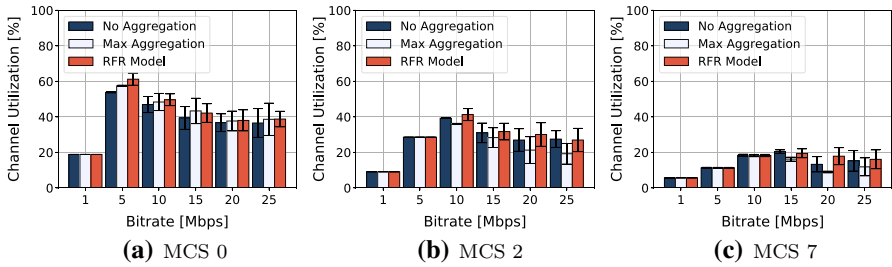 Channel Utilization [%]
100
80
60
40
20
0
No Aggregation
Max Aggregation
RFR Model
1 5 10 15 20 25
Bitrate [Mbps]
(a) MCS 0
Channel Utilization [%]
100
80
60
40
20
0
No Aggregation
Max Aggregation
RFR Model
1 5 10 15 20 25
Bitrate [Mbps]
(b) MCS 2
Channel Utilization [%]
100
80
60
40
20
0
No Aggregation
Max Aggregation
RFR Model
1 5 10 15 20 25
Bitrate [Mbps]
(c) MCS 7